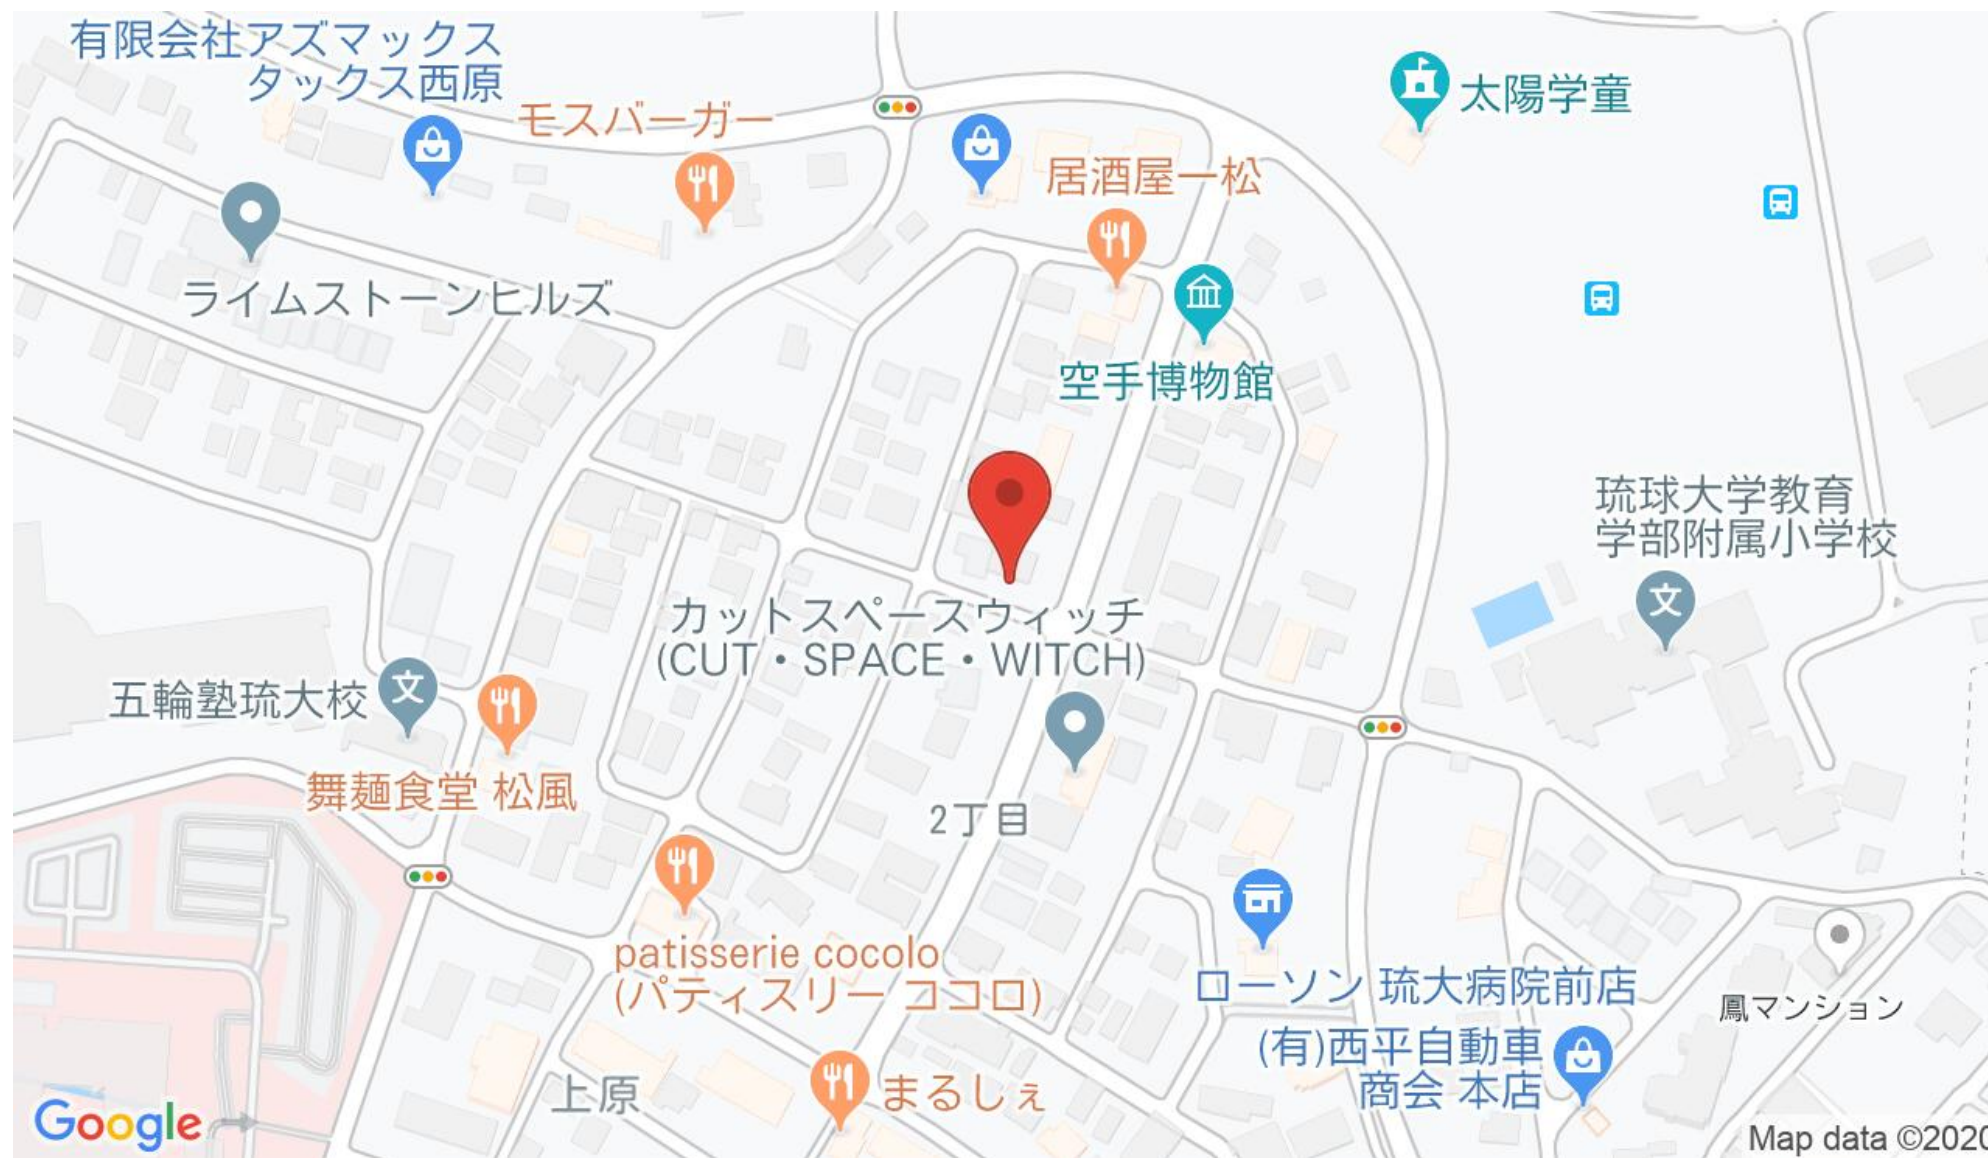 有限会社アズマックス
タックス西原
モスバーガー
太陽学童
居酒屋一松
ライムストーンヒルズ
空手博物館
琉球大学教育
学部附属小学校
文
カットスペースウィッチ
(CUT・SPACE・WITCH)
五輪塾琉大校
文
舞麺食堂 松風
2丁目
patisserie cocolo
(パティスリー ココロ)
ローソン 琉大病院前店
鳳マンション
(有)西平自動車
商会 本店
上原
まるしぇ
Google
Map data ©2020